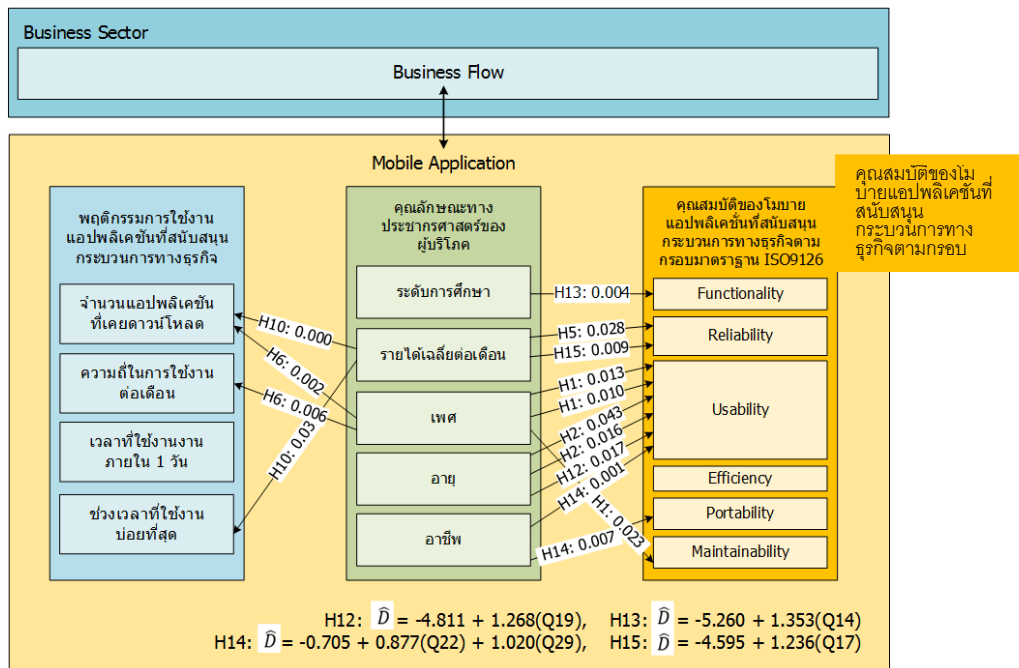 Business Sector
Business Flow
Mobile Application
พฤติกรรมการใช้งาน
แอปพลิเคชันที่สนับสนุน
กระบวนการทางธุรกิจ
จำนวนแอปพลิเคชัน
ที่เคยดาวน์โหลด
ความถี่ในการใช้งาน
ต่อเดือน
เวลาที่ใช้งานงาน
ภายใน 1 วัน
ช่วงเวลาที่ใช้งาน
บ่อยที่สุด
H10: 0.000
H6: 0.002
H6: 0.006
H10: 0.03
คุณลักษณะทาง
ประชากรศาสตร์ของ
ผู้บริโภค
ระดับการศึกษา
รายได้เฉลี่ยต่อเดือน
เพศ
อายุ
อาชีพ
H13: 0.004
H5: 0.028
H15: 0.009
H1: 0.013
H1: 0.010
H2: 0.043
H2: 0.016
H12: 0.017
H14: 0.001
H1: 0.023
H14: 0.007
คุณสมบัติของโมบาย
แอปพลิเคชั่นที่สนับสนุน
กระบวนการทางธุรกิจตาม
กรอบมาตราฐาน ISO9126
Functionality
Reliability
Usability
Efficiency
Portability
Maintainability
คุณสมบัติของโม
บายแอปพลิเคชันที่
สนับสนุน
กระบวนการทาง
ธุรกิจตามกรอบ
H12: D̂ = -4.811 + 1.268(Q19), H13: D̂ = -5.260 + 1.353(Q14)
H14: D̂ = -0.705 + 0.877(Q22) + 1.020(Q29), H15: D̂ = -4.595 + 1.236(Q17)